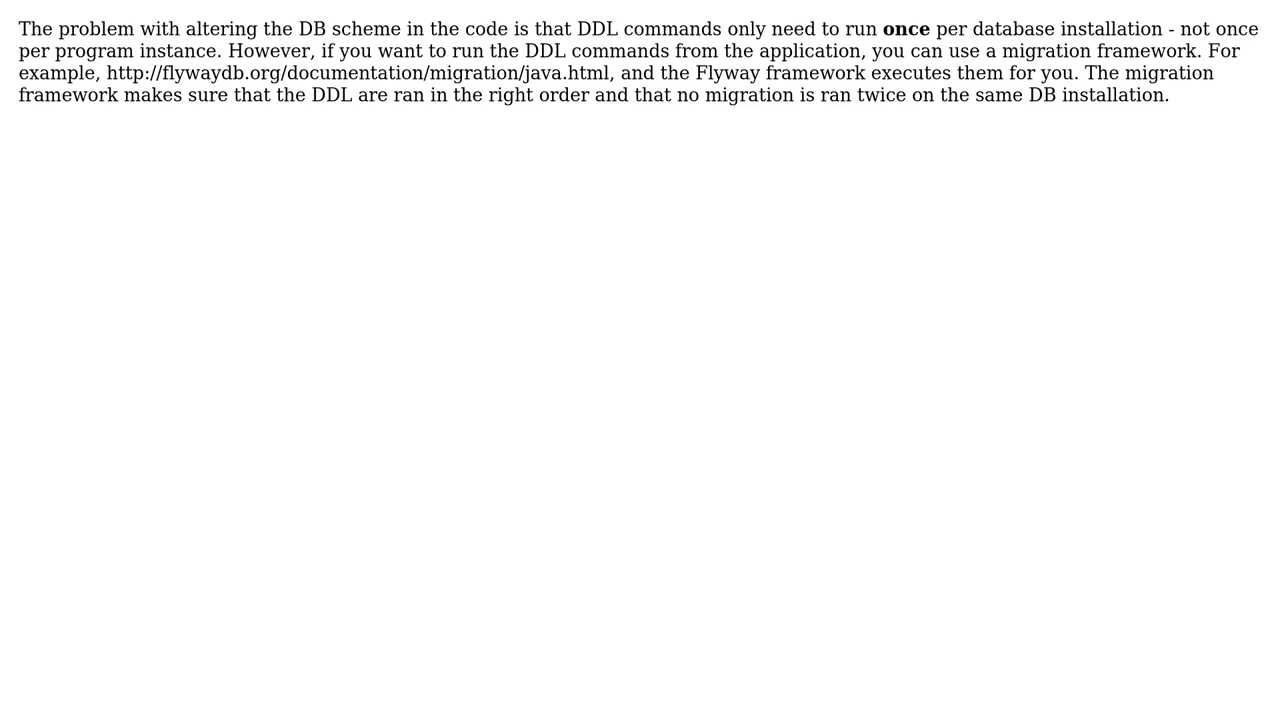 The problem with altering the DB scheme in the code is that DDL commands only need to run once per database installation - not once
per program instance. However, if you want to run the DDL commands from the application, you can use a migration framework. For
example, http://flywaydb.org/documentation/migration/java.html, and the Flyway framework executes them for you. The migration
framework makes sure that the DDL are ran in the right order and that no migration is ran twice on the same DB installation.